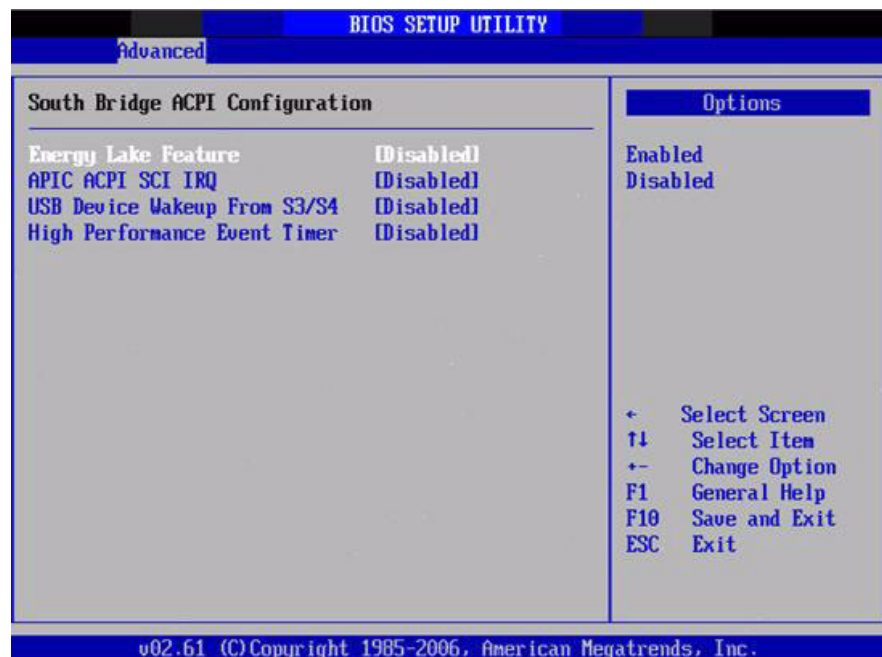 BIOS SETUP UTILITY
Advanced
South Bridge ACPI Configuration
Energy Lake Feature [Disabled]
APIC ACPI SCI IRQ [Disabled]
USB Device Wakeup From S3/S4 [Disabled]
High Performance Event Timer [Disabled]
Options
Enabled
Disabled
← Select Screen
↑↓ Select Item
+- Change Option
F1 General Help
F10 Save and Exit
ESC Exit
v02.61 (C)Copyright 1985-2006, American Megatrends, Inc.